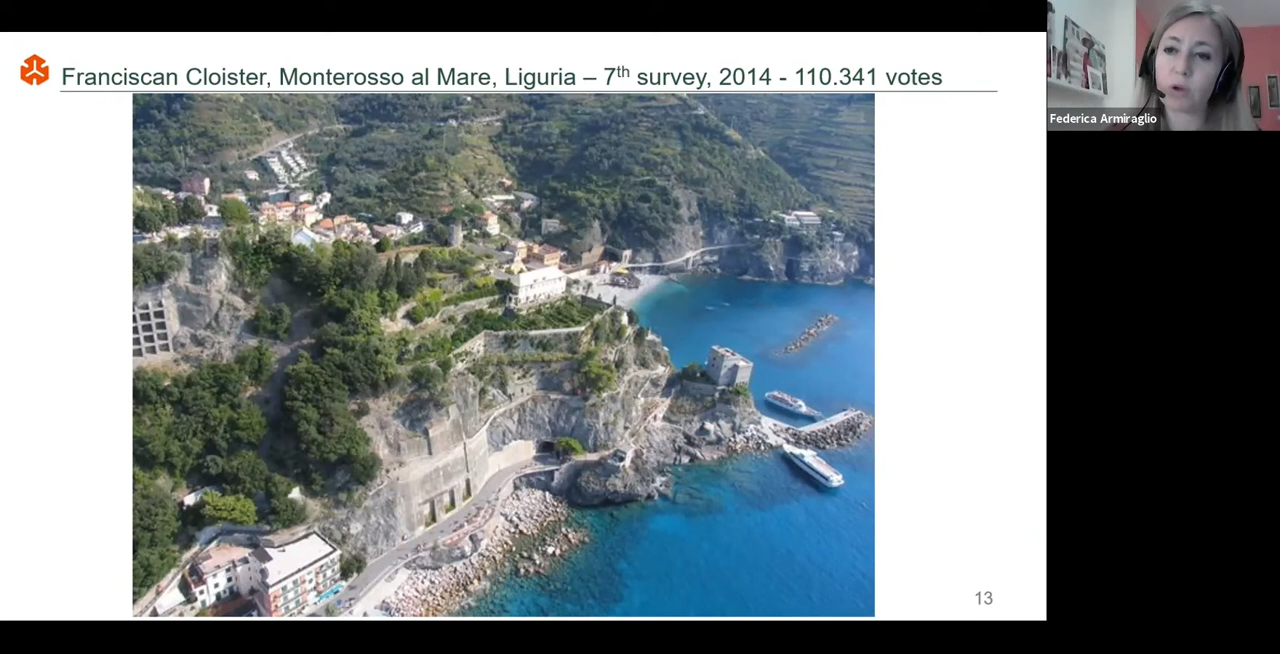 Franciscan Cloister, Monterosso al Mare, Liguria – 7th survey, 2014 - 110.341 votes
Federica Armiraglio
13